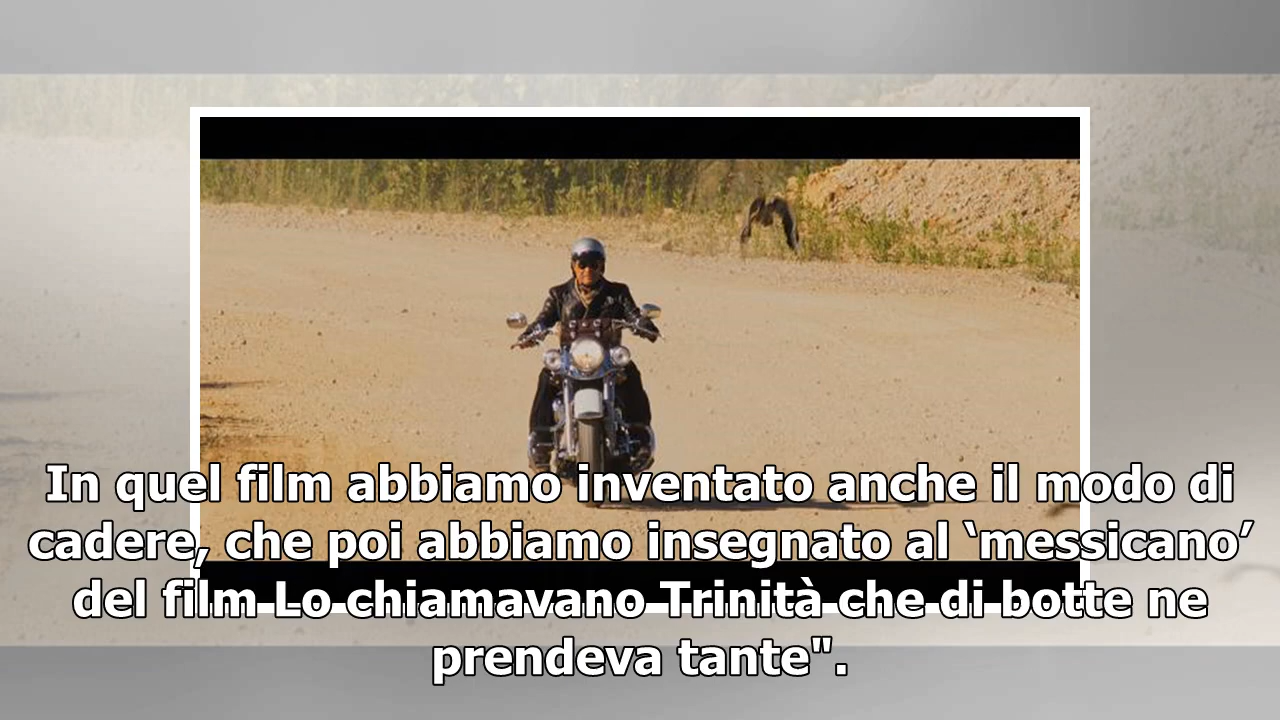 In quel film abbiamo inventato anche il modo di
cadere, che poi abbiamo insegnato al ‘messicano’
del film Lo chiamavano Trinità che di botte ne
prendeva tante".